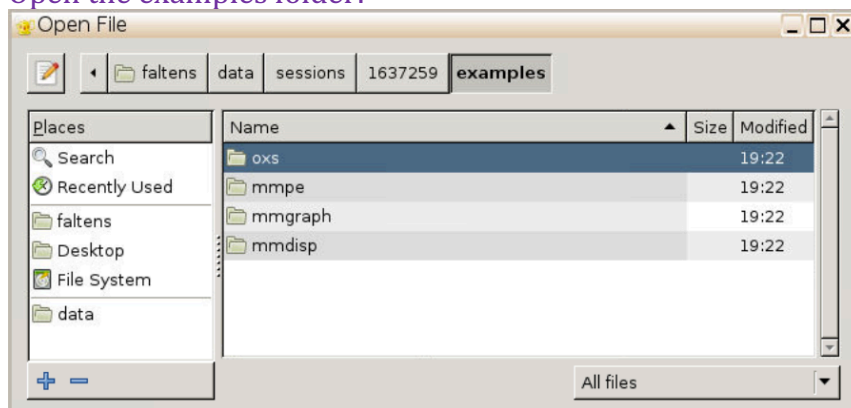 Open the examples folder.
Open File
faltens data sessions 1637259 examples
Places Name Size Modified
Search oxs 19:22
Recently Used mmpe 19:22
faltens mmgraph 19:22
Desktop mmdisp 19:22
File System
data
All files